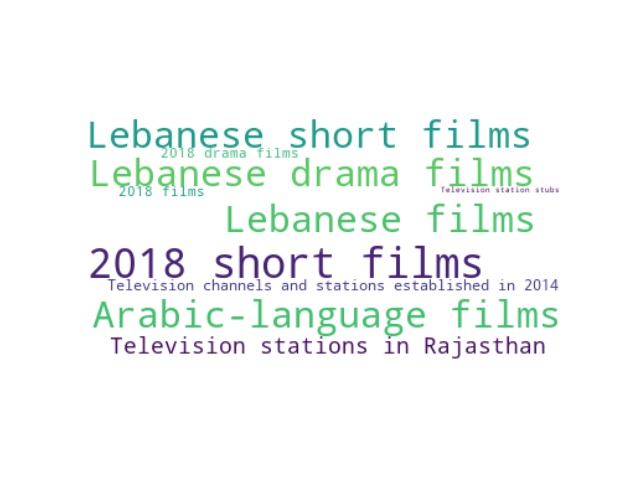 Lebanese short films
2018 drama films
Lebanese drama films
2018 films
Television station stubs
Lebanese films
2018 short films
Television channels and stations established in 2014
Arabic-language films
Television stations in Rajasthan